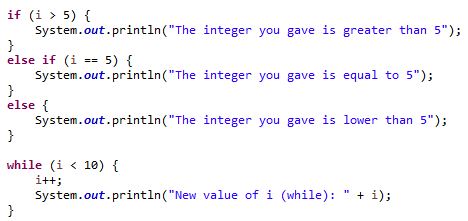 if (i > 5) {
    System.out.println("The integer you gave is greater than 5");
}
else if (i == 5) {
    System.out.println("The integer you gave is equal to 5");
}
else {
    System.out.println("The integer you gave is lower than 5");
}

while (i < 10) {
    i++;
    System.out.println("New value of i (while): " + i);
}